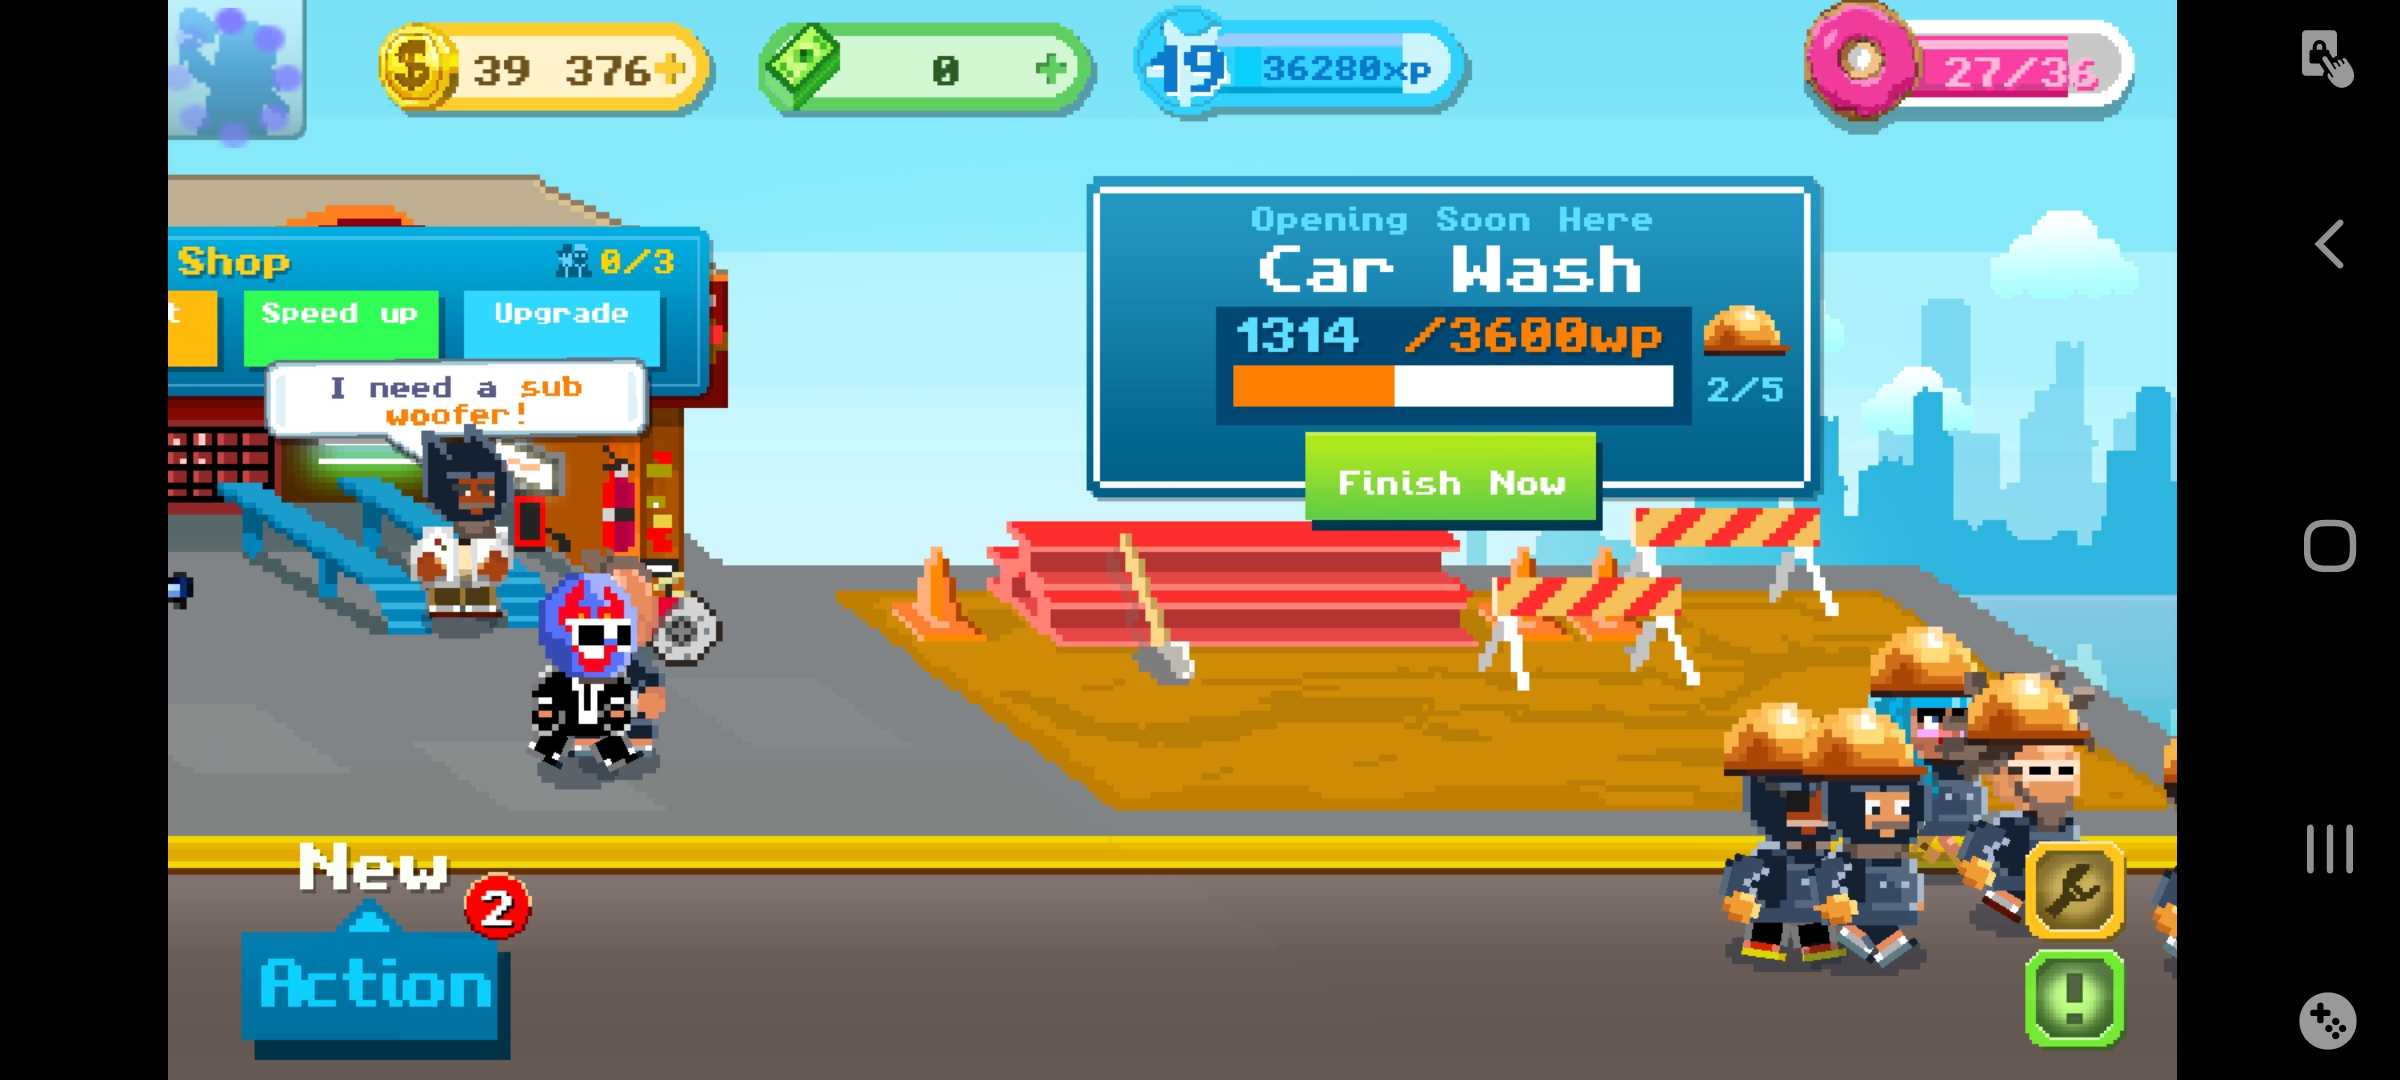 39 376
0
19
36280xp
27/36
Shop
0/3
Speed up
Upgrade
I need a sub
woofer!
Opening Soon Here
Car Wash
1314 /3600wp
2/5
Finish Now
New
2
Action